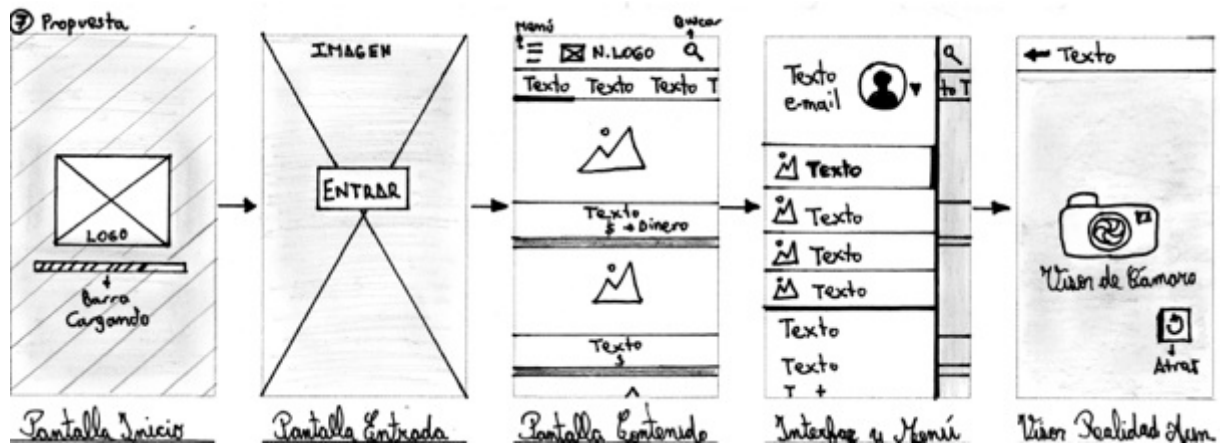 ⑦ Propuesta
LOGO
Barra
Cargando
Pantalla Inicio
IMAGEN
ENTRAR
Pantalla Entrada
Menú
Buscar
N.LOGO
Texto Texto Texto T
Texto
$ → Dinero
Texto
$
Pantalla Contenido
Texto
e-mail
to T
Texto
Texto
Texto
Texto
Texto
Texto
T
Interfaz y Menú
← Texto
Visor de Cámara
Atras
Visor Realidad Aum